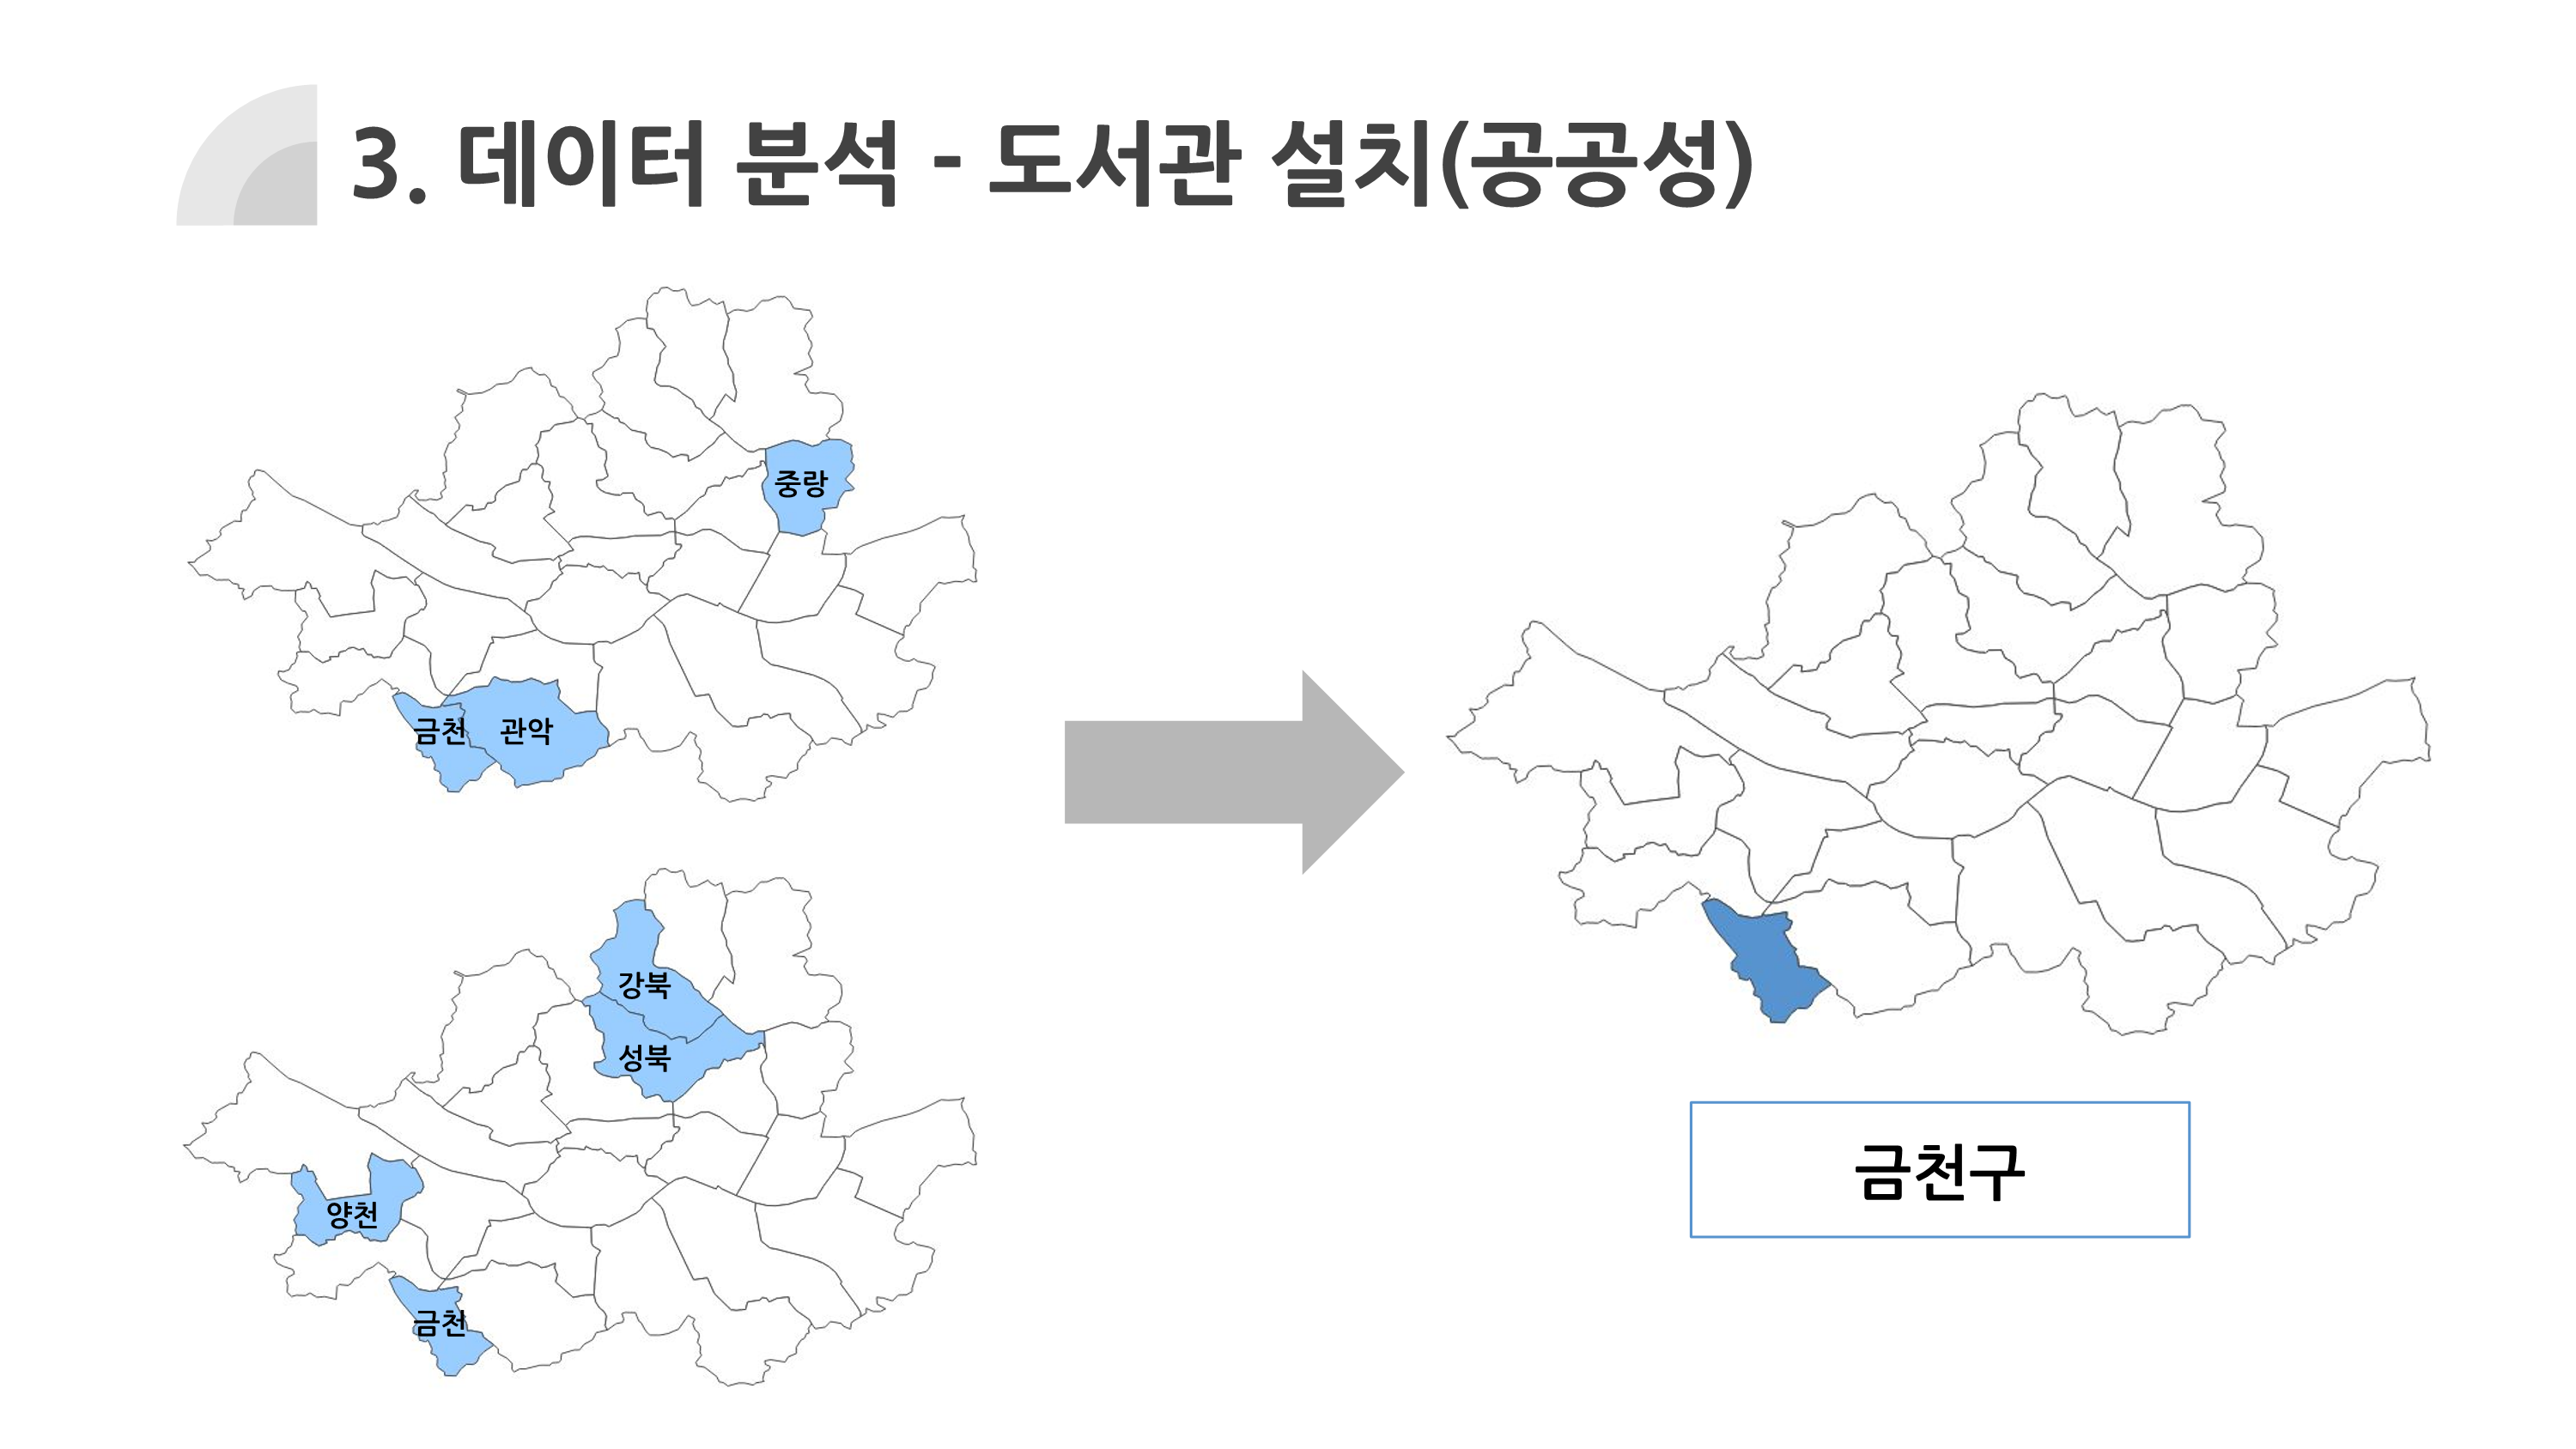 3. 데이터 분석 - 도서관 설치(공공성)
중랑
금천
관악
강북
성북
양천
금천
금천구